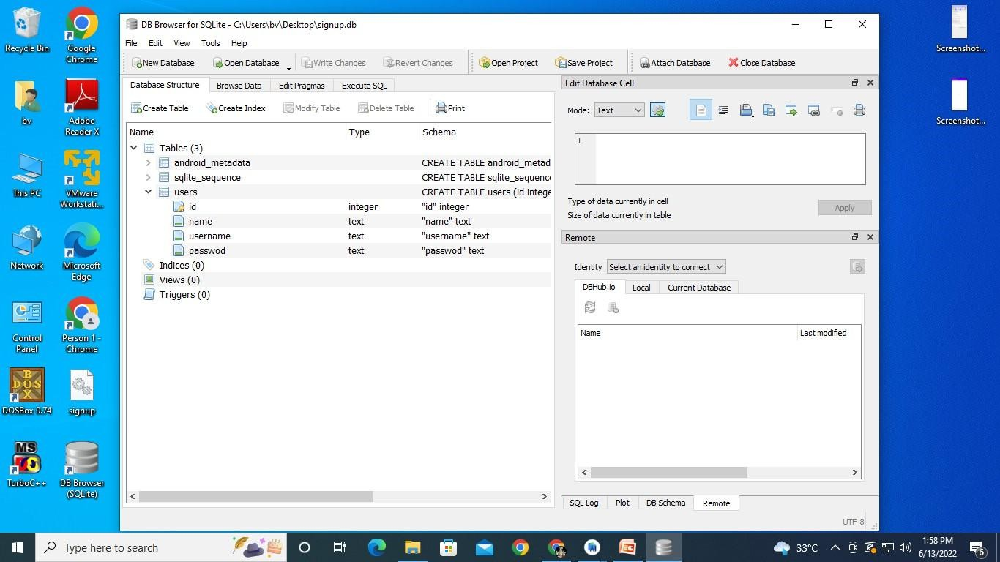 Recycle Bin
Google
Chrome
bv
Adobe
Reader X
This PC
VMware
Workstati...
Network
Microsoft
Edge
Control
Panel
Person 1 -
Chrome
DOSBox 0.74
signup
TurboC++
DB Browser
(SQLite)
DB Browser for SQLite - C:\Users\bv\Desktop\signup.db
File Edit View Tools Help
New Database Open Database Write Changes Revert Changes Open Project Save Project Attach Database Close Database
Database Structure Browse Data Edit Pragmas Execute SQL
Create Table Create Index Modify Table Delete Table Print
Name Type Schema
Tables (3)
android_metadata CREATE TABLE android_metad
sqlite_sequence CREATE TABLE sqlite_sequenc
users CREATE TABLE users (id intege
id integer "id" integer
name text "name" text
username text "username" text
passwod text "passwod" text
Indices (0)
Views (0)
Triggers (0)
Edit Database Cell
Mode: Text
1
Type of data currently in cell
Size of data currently in table
Apply
Remote
Identity Select an identity to connect
DBHub.io Local Current Database
Name Last modified
SQL Log Plot DB Schema Remote
UTF-8
Screenshot...
Screenshot...
Type here to search
33°C
1:58 PM
6/13/2022
6